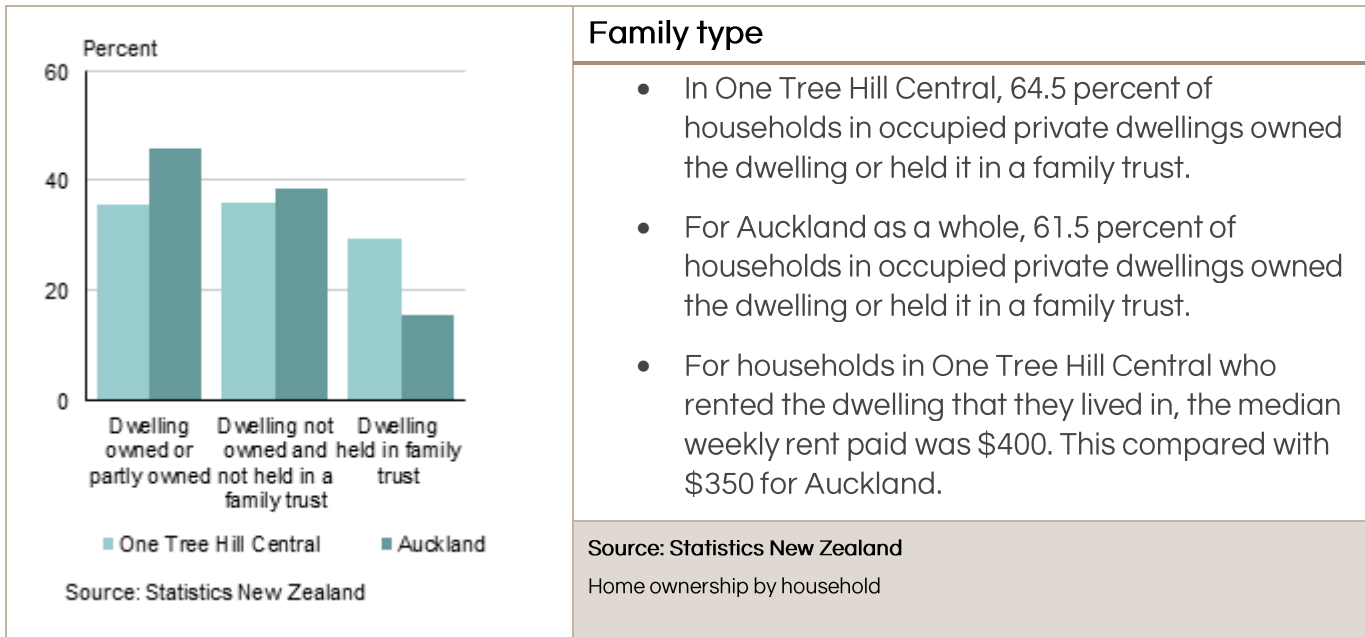 Percent
60
40
20
0
Dwelling owned or partly owned
Dwelling not owned and not held in a family trust
Dwelling held in family trust
One Tree Hill Central
Auckland
Source: Statistics New Zealand
Family type
• In One Tree Hill Central, 64.5 percent of
households in occupied private dwellings owned
the dwelling or held it in a family trust.
• For Auckland as a whole, 61.5 percent of
households in occupied private dwellings owned
the dwelling or held it in a family trust.
• For households in One Tree Hill Central who
rented the dwelling that they lived in, the median
weekly rent paid was $400. This compared with
$350 for Auckland.
Source: Statistics New Zealand
Home ownership by household